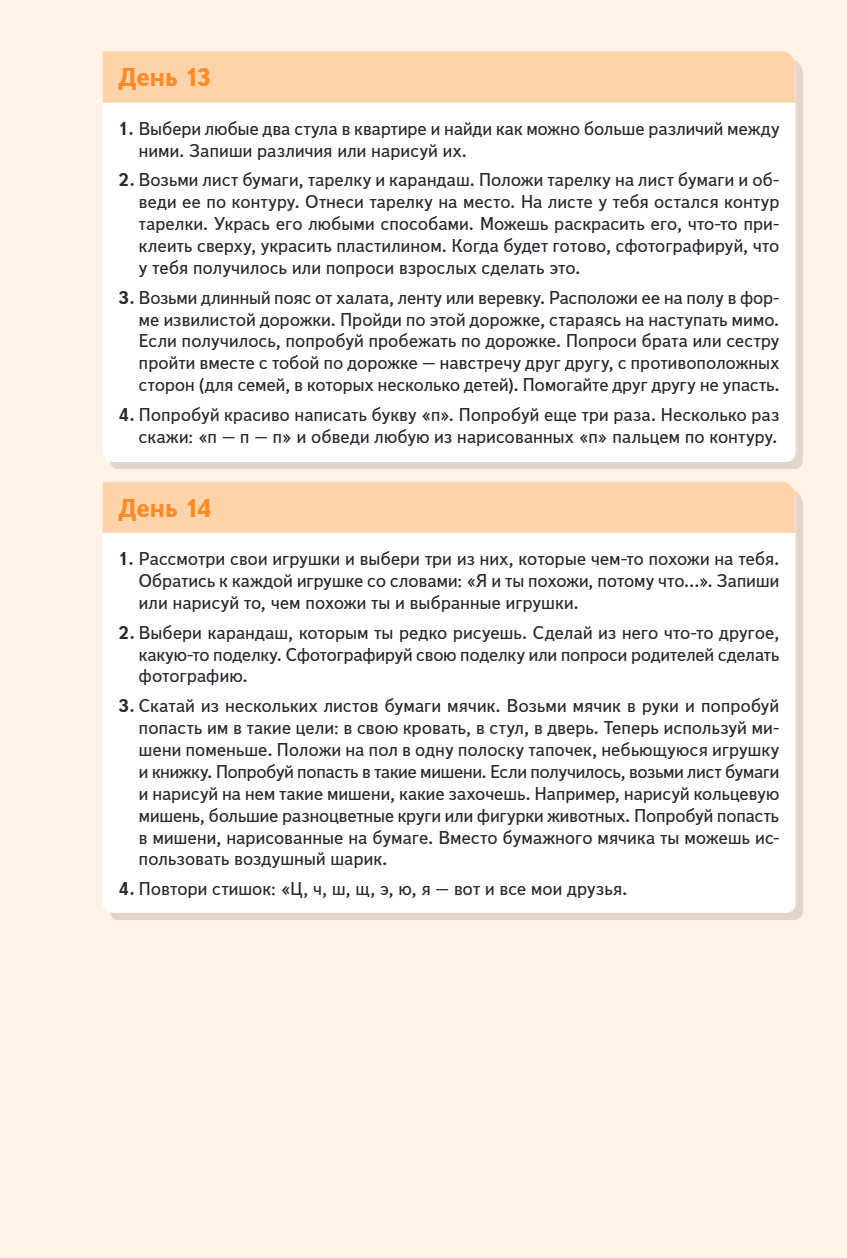 День 13
1. Выбери любые два стула в квартире и найди как можно больше различий между
ними. Запиши различия или нарисуй их.
2. Возьми лист бумаги, тарелку и карандаш. Положи тарелку на лист бумаги и об-
веди ее по контуру. Отнеси тарелку на место. На листе у тебя остался контур
тарелки. Укрась его любыми способами. Можешь раскрасить его, что-то при-
клеить сверху, украсить пластилином. Когда будет готово, сфотографируй, что
у тебя получилось или попроси взрослых сделать это.
3. Возьми длинный пояс от халата, ленту или веревку. Расположи ее на полу в фор-
ме извилистой дорожки. Пройди по этой дорожке, стараясь на наступать мимо.
Если получилось, попробуй пробежать по дорожке. Попроси брата или сестру
пройти вместе с тобой по дорожке — навстречу друг другу, с противоположных
сторон (для семей, в которых несколько детей). Помогайте друг другу не упасть.
4. Попробуй красиво написать букву «п». Попробуй еще три раза. Несколько раз
скажи: «п — п — п» и обведи любую из нарисованных «п» пальцем по контуру.
День 14
1. Рассмотри свои игрушки и выбери три из них, которые чем-то похожи на тебя.
Обратись к каждой игрушке со словами: «Я и ты похожи, потому что...». Запиши
или нарисуй то, чем похожи ты и выбранные игрушки.
2. Выбери карандаш, которым ты редко рисуешь. Сделай из него что-то другое,
какую-то поделку. Сфотографируй свою поделку или попроси родителей сделать
фотографию.
3. Скатай из нескольких листов бумаги мячик. Возьми мячик в руки и попробуй
попасть им в такие цели: в свою кровать, в стул, в дверь. Теперь используй ми-
шени поменьше. Положи на пол в одну полоску тапочек, небьющуюся игрушку
и книжку. Попробуй попасть в такие мишени. Если получилось, возьми лист бумаги
и нарисуй на нем такие мишени, какие захочешь. Например, нарисуй кольцевую
мишень, большие разноцветные круги или фигурки животных. Попробуй попасть
в мишени, нарисованные на бумаге. Вместо бумажного мячика ты можешь ис-
пользовать воздушный шарик.
4. Повтори стишок: «Ц, ч, ш, щ, э, ю, я — вот и все мои друзья.